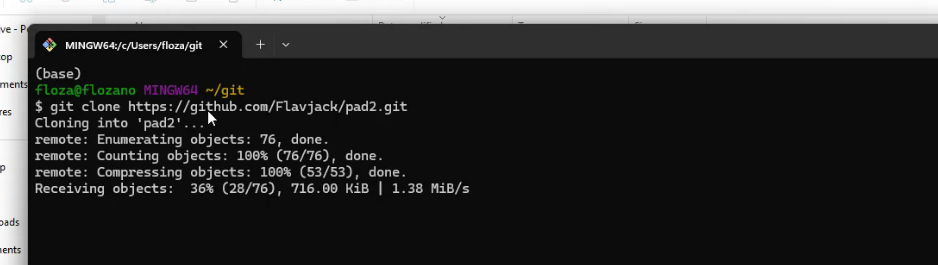 MINGW64:/c/Users/floza/git
(base)
floza@flozano MINGW64 ~/git
$ git clone https://github.com/Flavjack/pad2.git
Cloning into 'pad2'...
remote: Enumerating objects: 76, done.
remote: Counting objects: 100% (76/76), done.
remote: Compressing objects: 100% (53/53), done.
Receiving objects:  36% (28/76), 716.00 KiB | 1.38 MiB/s